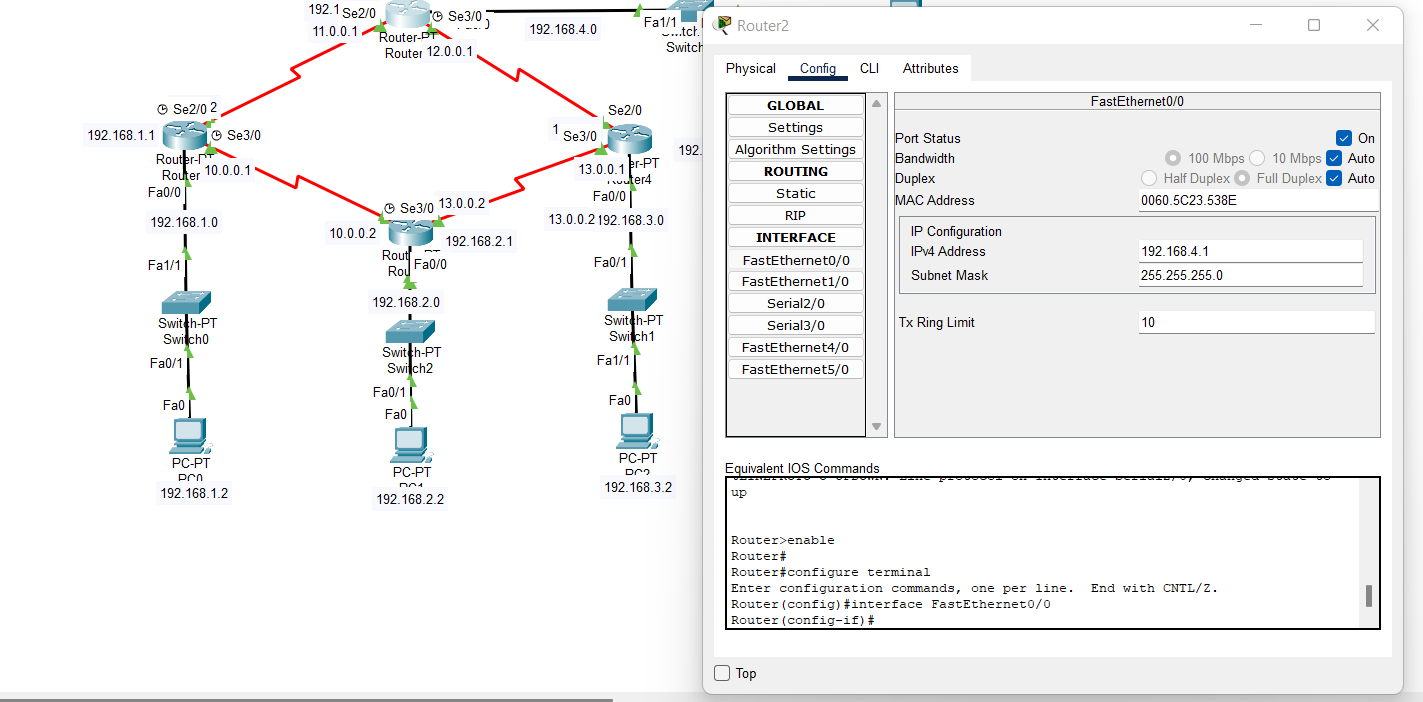 192.1
Se2/0
Se3/0
11.0.0.1
Router-PT
Router
12.0.0.1
192.168.4.0
Fa1/1
Switch
Se2/0
2
192.168.1.1
Se3/0
Router-PT
Router
10.0.0.1
Fa0/0
192.168.1.0
Fa1/1
Switch-PT
Switch0
Fa0/1
Fa0
PC-PT
PC0
192.168.1.2
Se3/0
13.0.0.2
10.0.0.2
192.168.2.1
Fa0/0
192.168.2.0
Switch-PT
Switch2
Fa0/1
Fa0
PC-PT
PC1
192.168.2.2
Se2/0
1
Se3/0
192.
13.0.0.1
er-PT
Router4
Fa0/0
13.0.0.2
192.168.3.0
Fa0/1
Switch-PT
Switch1
Fa1/1
Fa0
PC-PT
PC2
192.168.3.2
Router2
Physical Config CLI Attributes
GLOBAL
Settings
Algorithm Settings
ROUTING
Static
RIP
INTERFACE
FastEthernet0/0
FastEthernet1/0
Serial2/0
Serial3/0
FastEthernet4/0
FastEthernet5/0
FastEthernet0/0
Port Status On
Bandwidth 100 Mbps 10 Mbps Auto
Duplex Half Duplex Full Duplex Auto
MAC Address 0060.5C23.538E
IP Configuration
IPv4 Address 192.168.4.1
Subnet Mask 255.255.255.0
Tx Ring Limit 10
Equivalent IOS Commands
up
Router>enable
Router#
Router#configure terminal
Enter configuration commands, one per line. End with CNTL/Z.
Router(config)#interface FastEthernet0/0
Router(config-if)#
Top